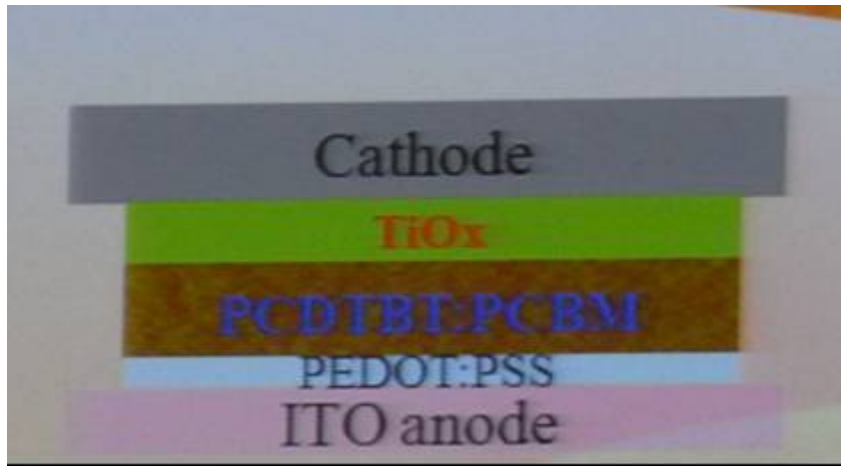 Cathode
TiOx
PCDTBT:PCBM
PEDOT:PSS
ITO anode